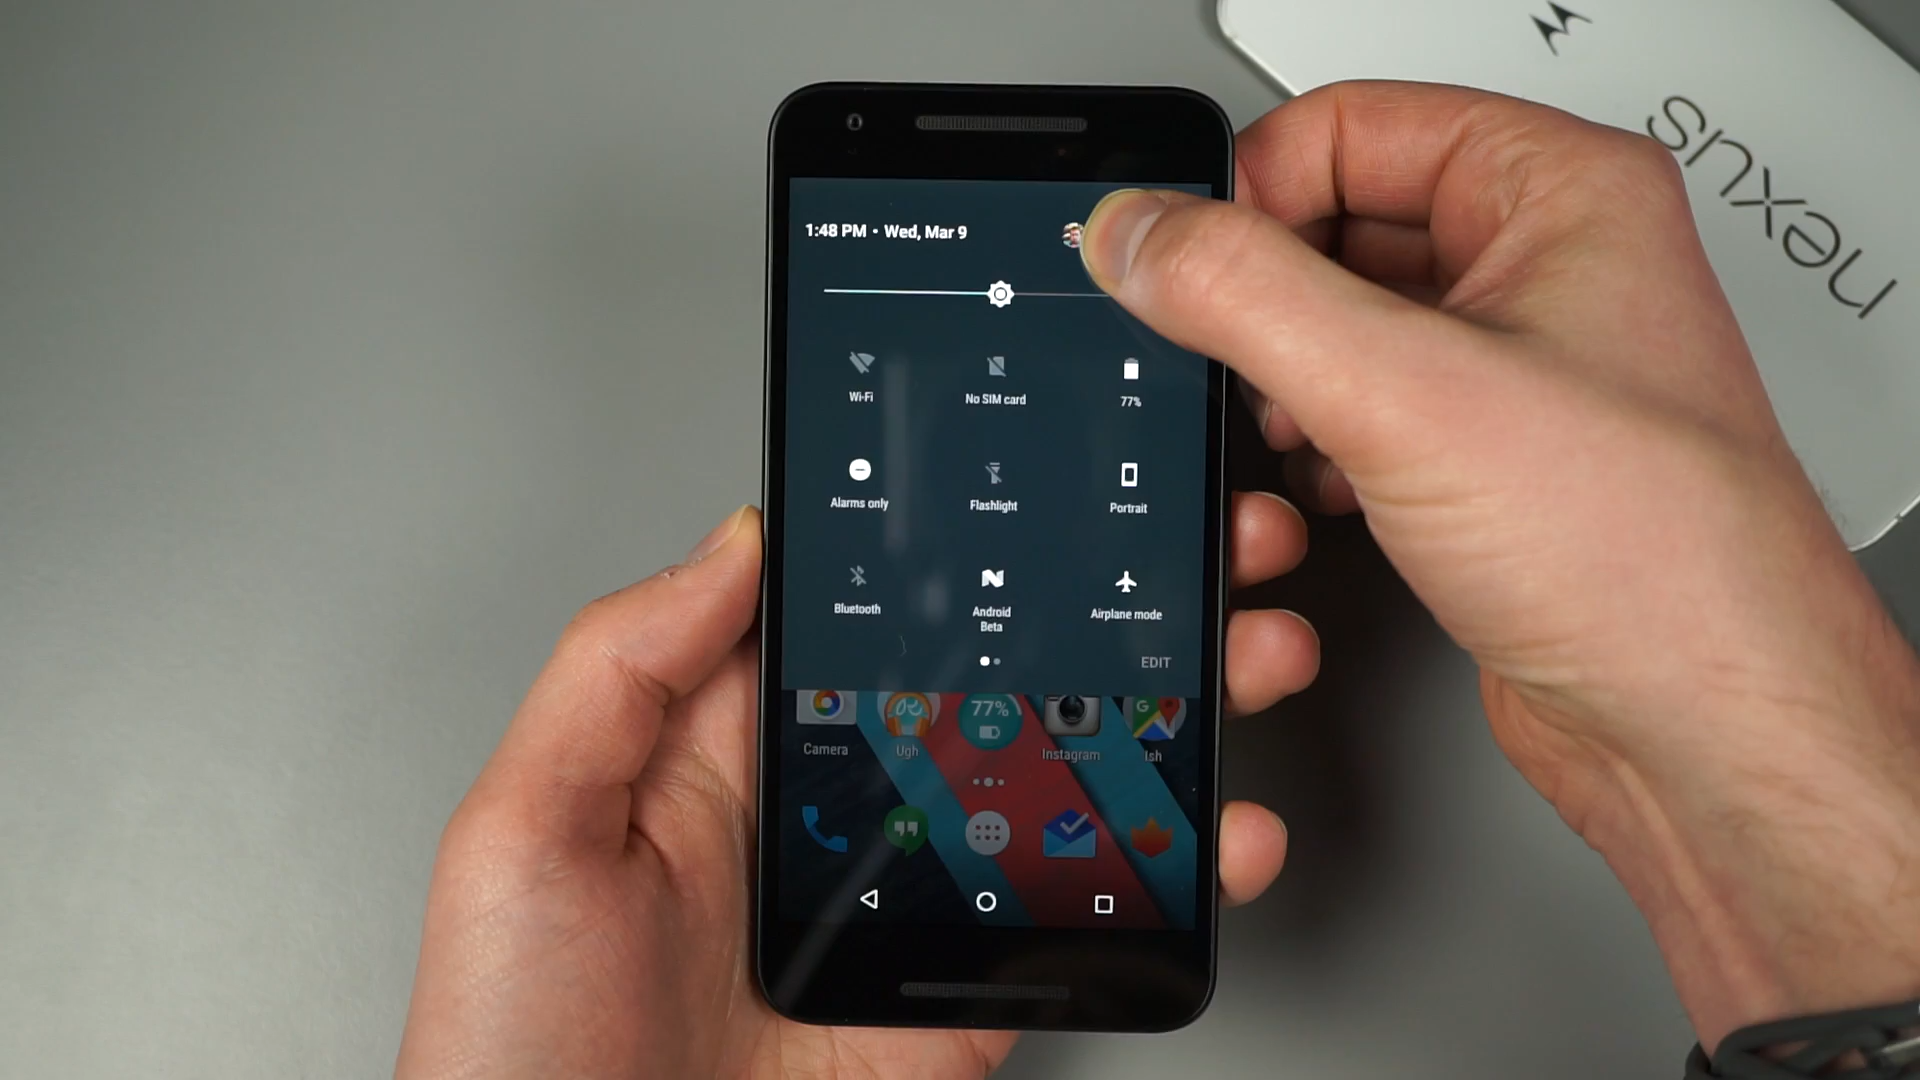 nexus
1:48 PM • Wed, Mar 9
Wi-Fi
No SIM card
77%
Alarms only
Flashlight
Portrait
Bluetooth
Android
Beta
Airplane mode
EDIT
77%
Camera
Ugh
Instagram
Ish